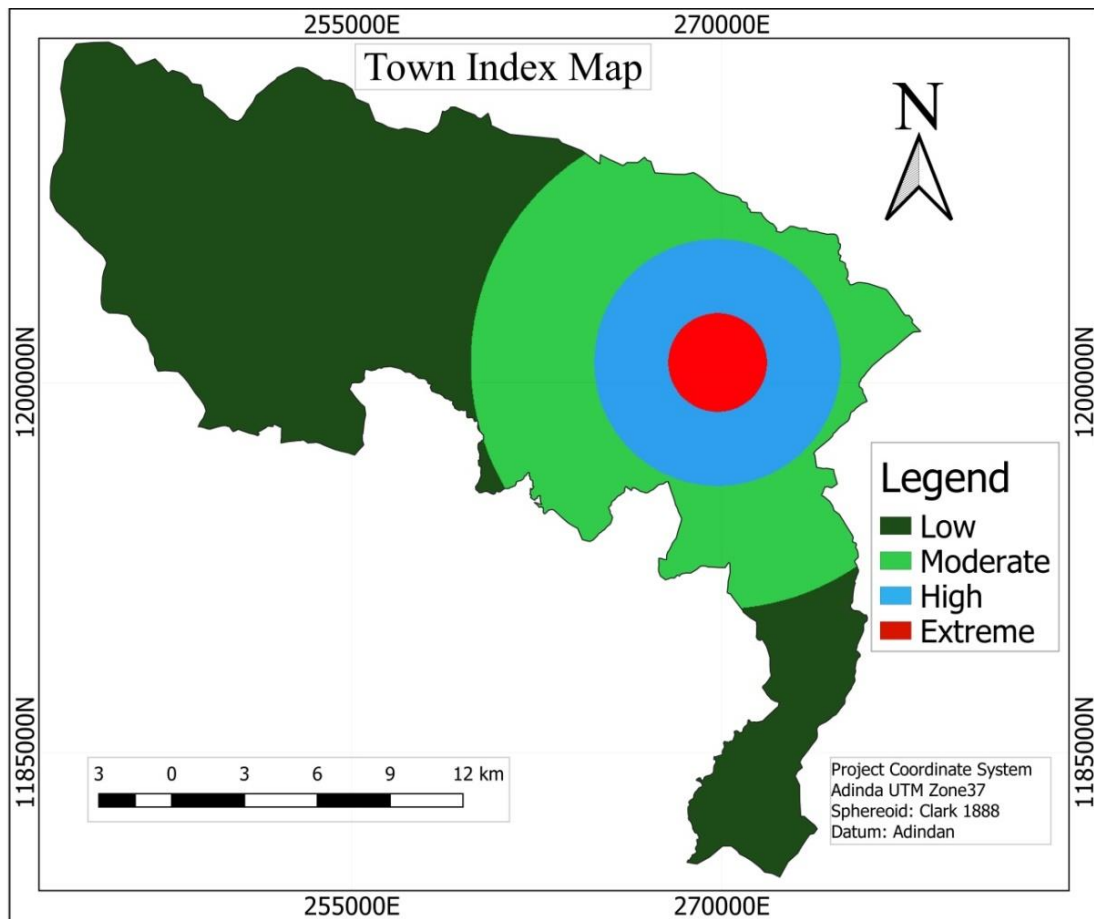 255000E 270000E
Town Index Map
N
1200000N 1200000N
Legend
Low
Moderate
High
Extreme
1185000N 1185000N
3 0 3 6 9 12 km
Project Coordinate System
Adinda UTM Zone37
Sphereoid: Clark 1888
Datum: Adindan
255000E 270000E